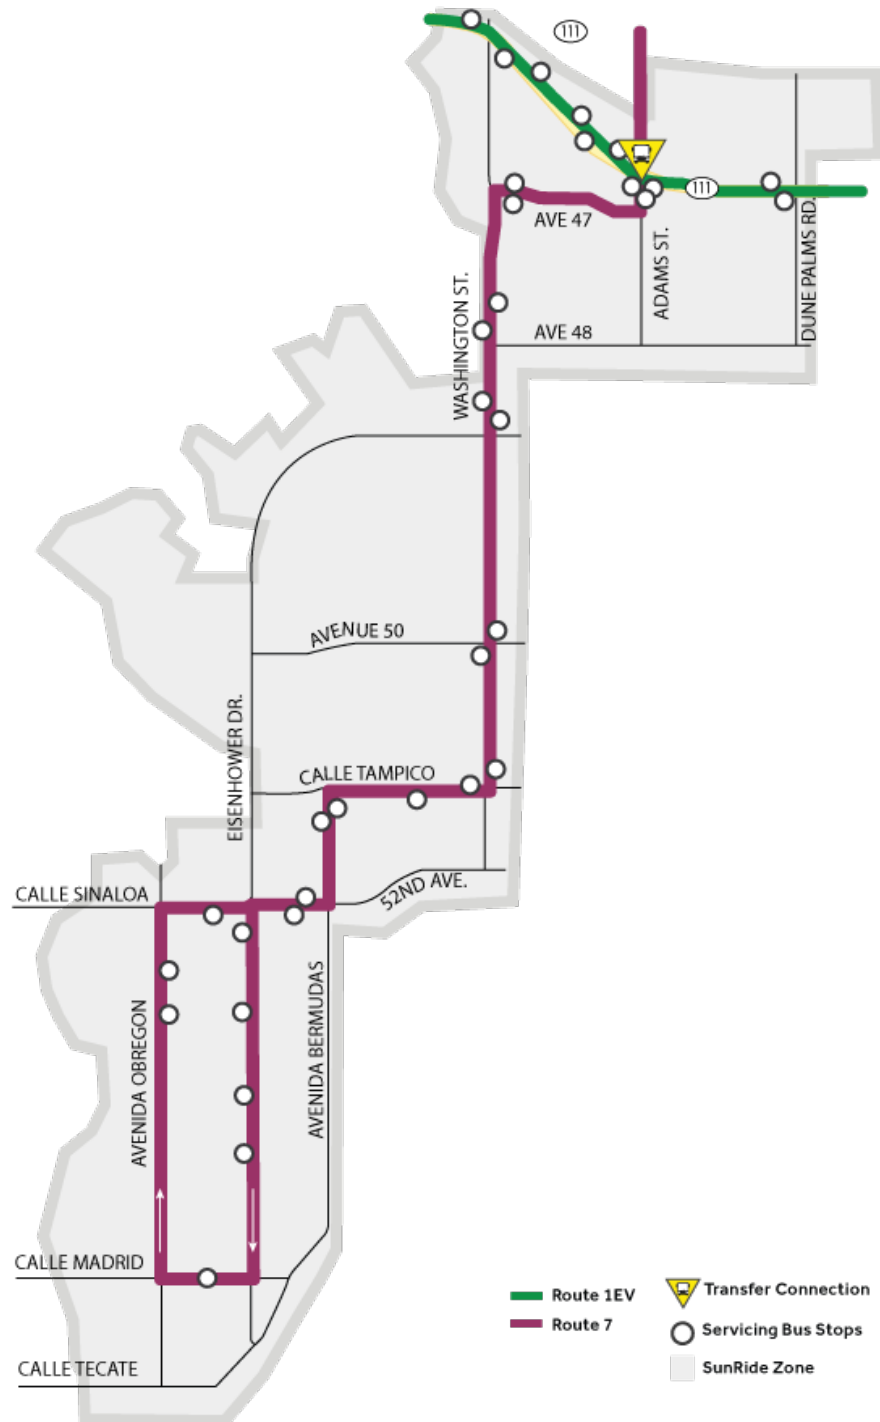 111
111
AVE 47
ADAMS ST.
DUNE PALMS RD.
WASHINGTON ST.
AVE 48
AVENUE 50
EISENHOWER DR.
CALLE TAMPICO
CALLE SINALOA
52ND AVE.
AVENIDA OBREGON
AVENIDA BERMUDAS
CALLE MADRID
CALLE TECATE
Route 1EV
Route 7
Transfer Connection
Servicing Bus Stops
SunRide Zone